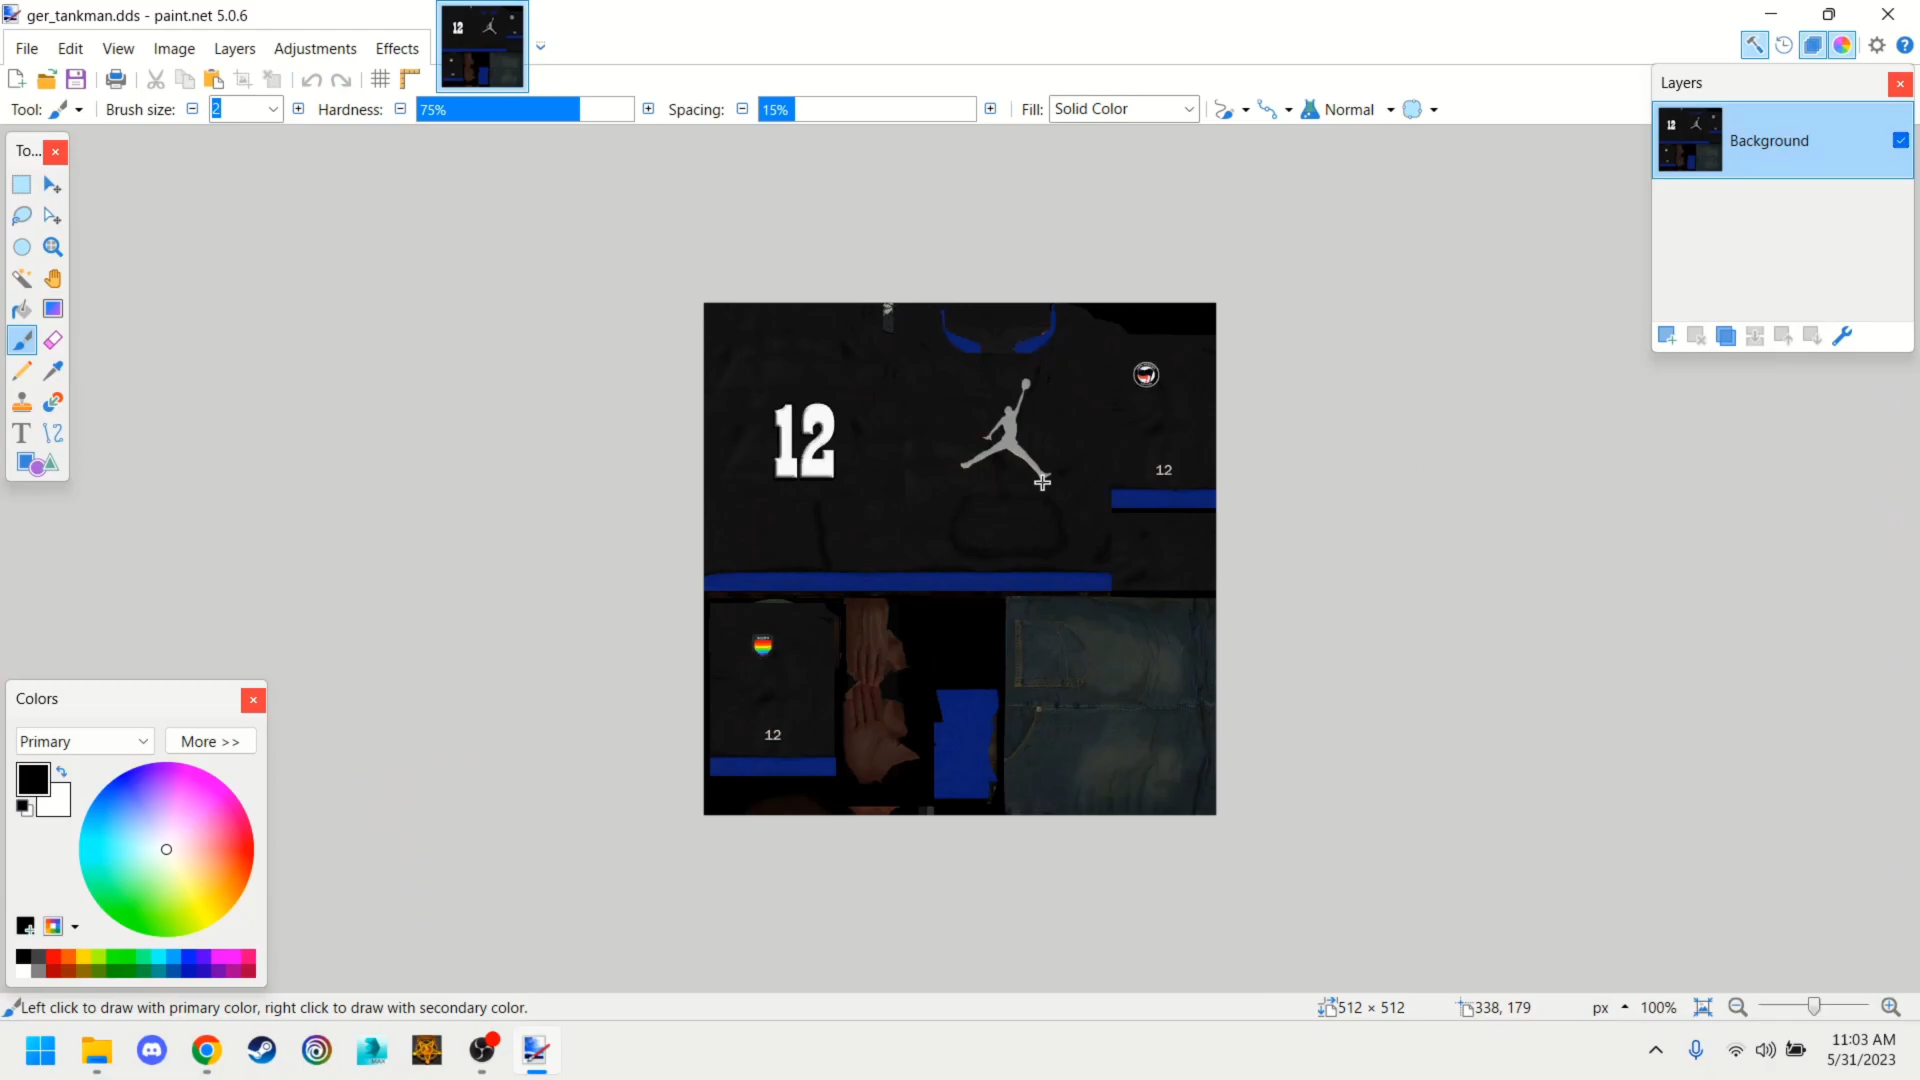 ger_tankman.dds - paint.net 5.0.6
File Edit View Image Layers Adjustments Effects
Tool: Brush size: 2 Hardness: 75% Spacing: 15% Fill: Solid Color Normal
To...
Layers
Background
12
12
12
Colors
Primary More >>
Left click to draw with primary color, right click to draw with secondary color.
512 × 512
338, 179
px
100%
11:03 AM
5/31/2023